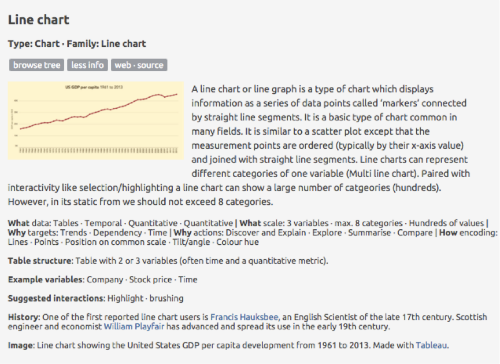 Line chart
Type: Chart · Family: Line chart
browse tree less info web · source
US GDP per capita 1961 to 2013
A line chart or line graph is a type of chart which displays
information as a series of data points called 'markers' connected
by straight line segments. It is a basic type of chart common in
many fields. It is similar to a scatter plot except that the
measurement points are ordered (typically by their x-axis value)
and joined with straight line segments. Line charts can represent
different categories of one variable (Multi line chart). Paired with
interactivity like selection/highlighting a line chart can show a large number of catgeories (hundreds).
However, in its static from we should not exceed 8 categories.
What data: Tables · Temporal · Quantitative · Quantitative | What scale: 3 variables · max. 8 categories · Hundreds of values |
Why targets: Trends · Dependency · Time | Why actions: Discover and Explain · Explore · Summarise · Compare | How encoding:
Lines · Points · Position on common scale · Tilt/angle · Colour hue
Table structure: Table with 2 or 3 variables (often time and a quantitative metric).
Example variables: Company · Stock price · Time
Suggested interactions: Highlight · brushing
History: One of the first reported line chart users is Francis Hauksbee, an English Scientist of the late 17th century. Scottish
engineer and economist William Playfair has advanced and spread its use in the early 19th century.
Image: Line chart showing the United States GDP per capita development from 1961 to 2013. Made with Tableau.